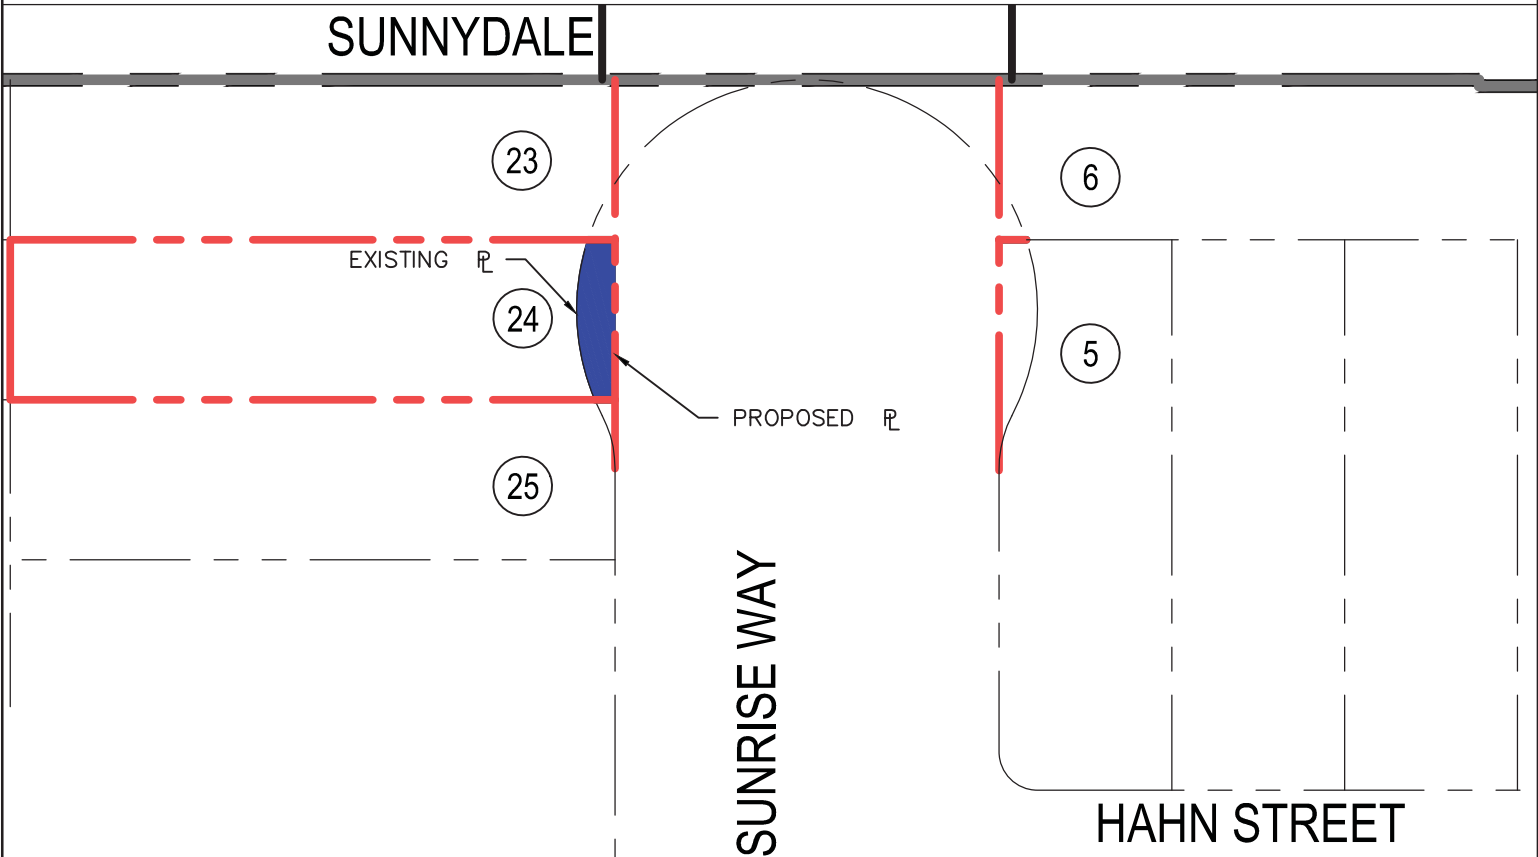 SUNNYDALE
23
6
EXISTING ⅊
24
5
PROPOSED ⅊
25
SUNRISE WAY
HAHN STREET